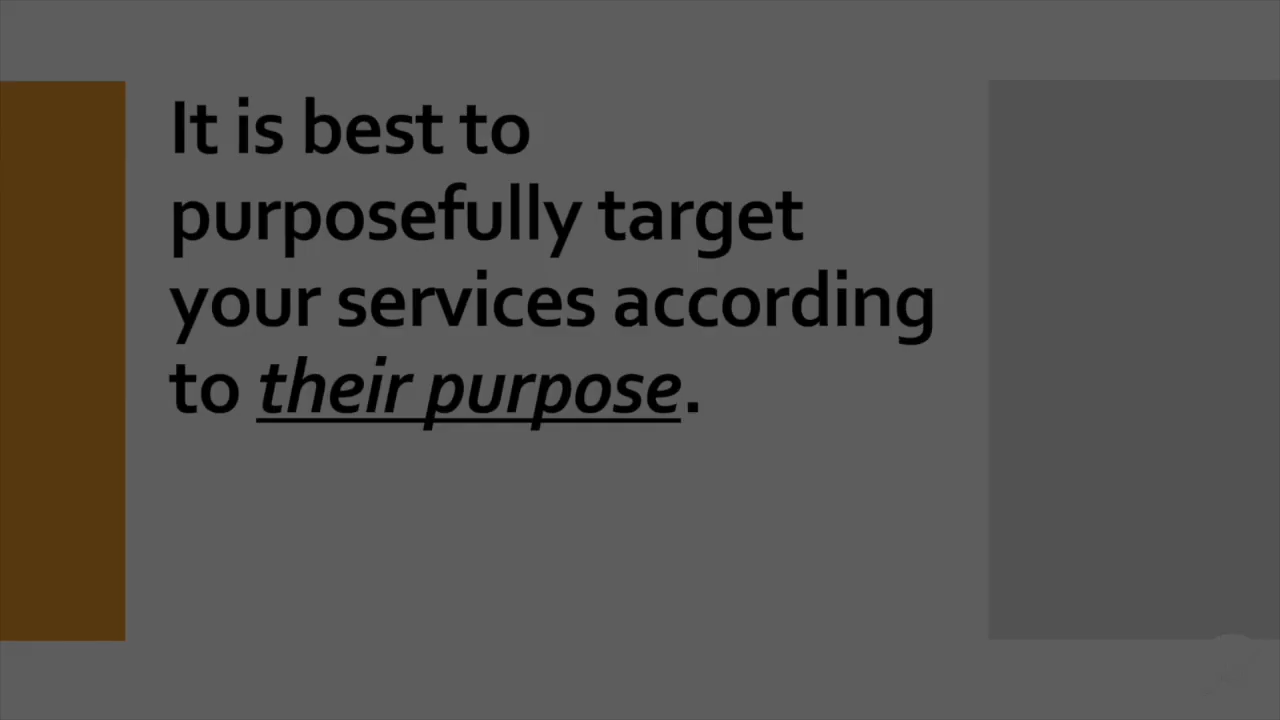 It is best to
purposefully target
your services according
to their purpose.